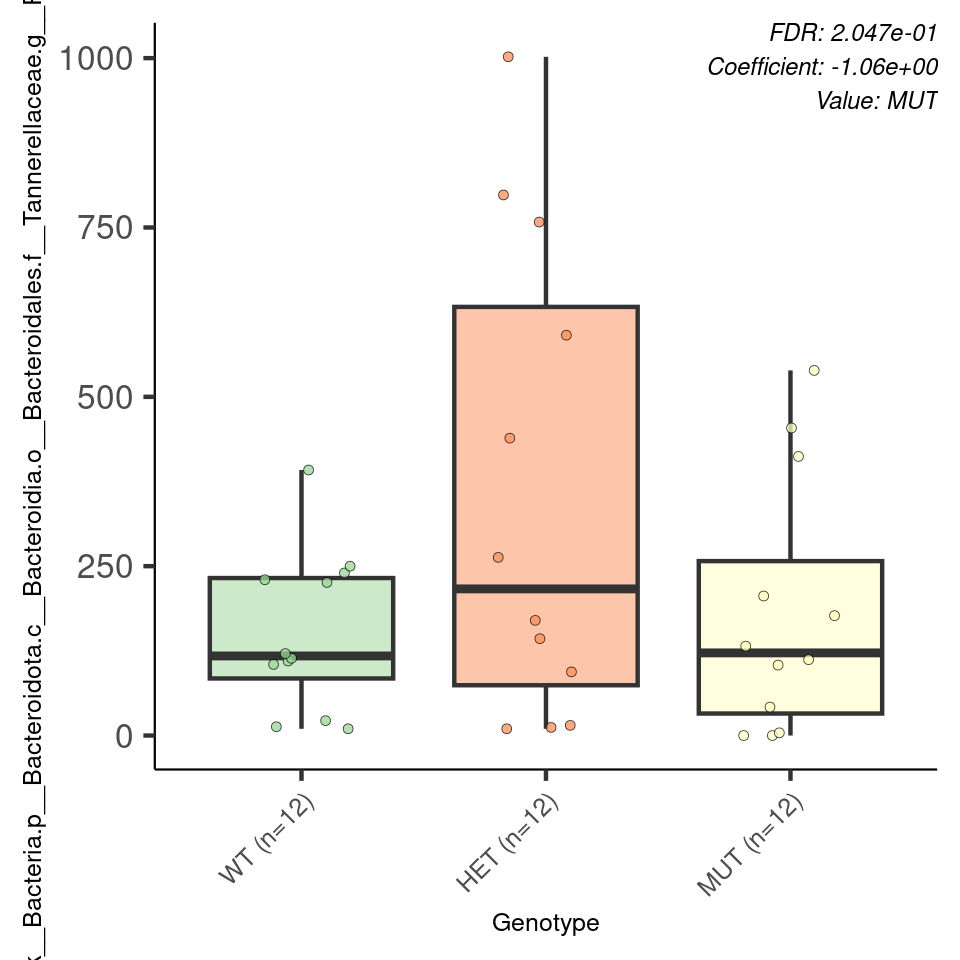 FDR: 2.047e-01
Coefficient: -1.06e+00
Value: MUT
__Bacteria.p__Bacteroidota.c__Bacteroidia.o__Bacteroidales.f__Tannerellaceae.g__
1000
750
500
250
0
WT (n=12)
HET (n=12)
MUT (n=12)
Genotype